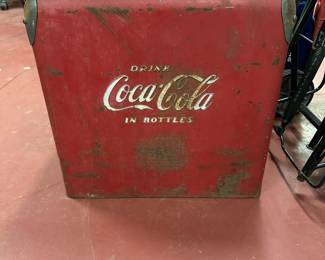 DRINK
Coca-Cola
IN BOTTLES